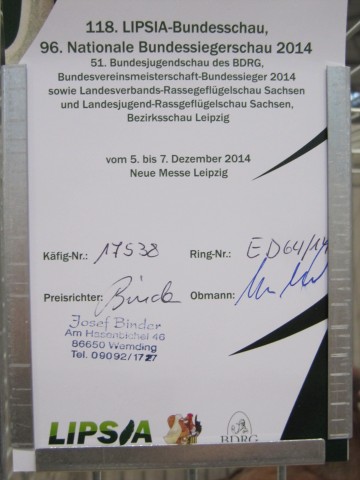 118. LIPSIA-Bundesschau,
96. Nationale Bundessiegerschau 2014
51. Bundesjugendschau des BDRG,
Bundesvereinsmeisterschaft-Bundessieger 2014
sowie Landesverbands-Rassegeflügelschau Sachsen
und Landesjugend-Rassgeflügelschau Sachsen,
Bezirksschau Leipzig
vom 5. bis 7. Dezember 2014
Neue Messe Leipzig
Käfig-Nr.: 17538 Ring-Nr.: ED64/14
Preisrichter: Binder Obmann:
Josef Binder
Am Hasenbichel 46
86650 Wemding
Tel. 09092/1727
LIPSIA BDRG